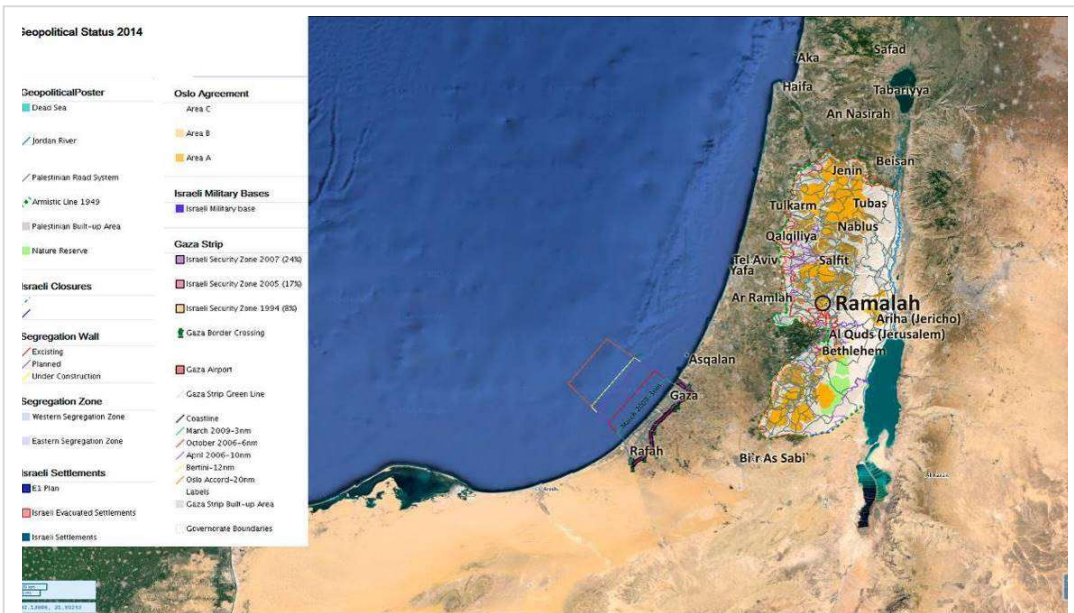 Geopolitical Status 2014
GeopoliticalPoster
Dead Sea
Jordan River
Palestinian Road System
Armistic Line 1949
Palestinian Built-up Area
Nature Reserve
Israeli Closures
Segregation Wall
Excisting
Planned
Under Construction
Segregation Zone
Western Segregation Zone
Eastern Segregation Zone
Israeli Settlements
E1 Plan
Israeli Evacuated Settlements
Israeli Settlements
Oslo Agreement
Area C
Area B
Area A
Israeli Military Bases
Israeli Military base
Gaza Strip
Israeli Security Zone 2007 (24%)
Israeli Security Zone 2005 (17%)
Israeli Security Zone 1994 (8%)
Gaza Border Crossing
Gaza Airport
Gaza Strip Green Line
Coastline
March 2009-3nm
October 2006-6nm
April 2006-10nm
Bertini-12nm
Oslo Accord-20nm
Labels
Gaza Strip Built-up Area
Governorate Boundaries
Safad
Aka
Haifa
Tabariyya
An Nasirah
Beisan
Jenin
Tulkarm
Tubas
Nablus
Qalqiliya
Tel Aviv
Yafa
Salfit
Ar Ramlah
Ramalah
Ariha (Jericho)
Al Quds (Jerusalem)
Bethlehem
Asqalan
Gaza
March 2009-3nm
Rafah
Bi'r As Sabi'